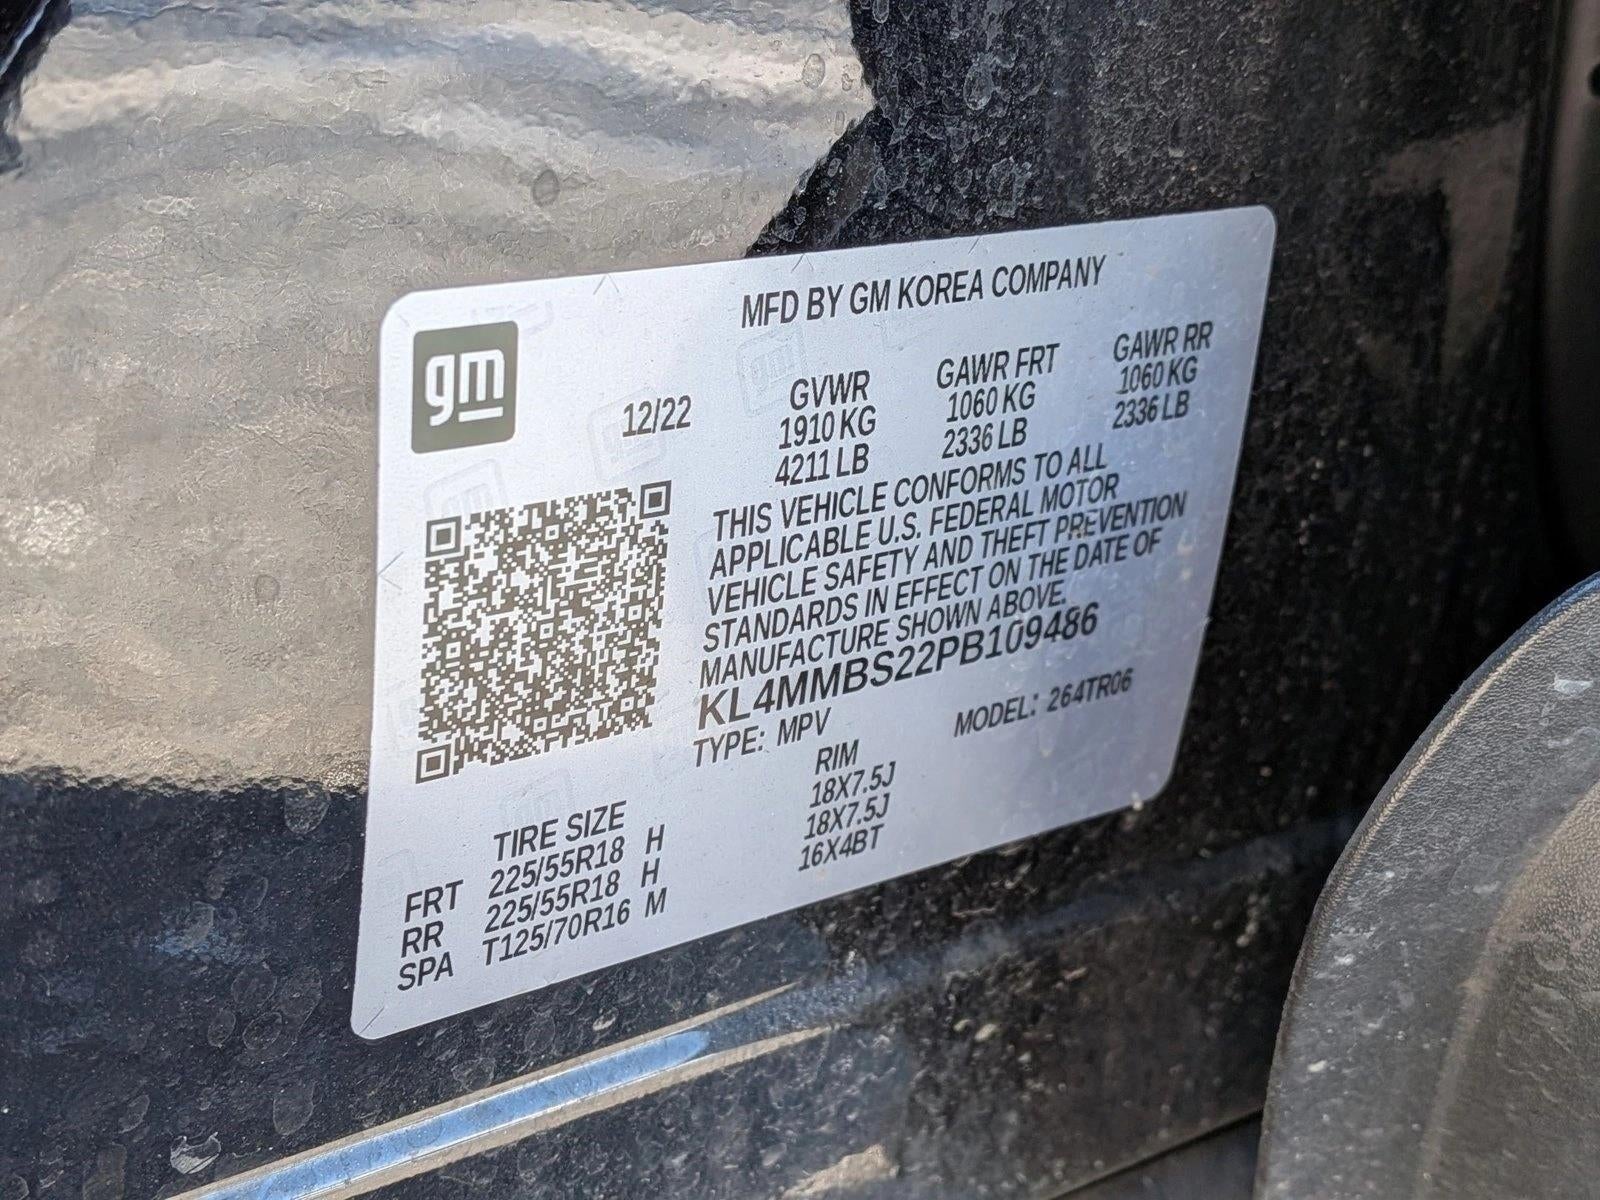 MFD BY GM KOREA COMPANY
gm
12/22
GVWR GAWR FRT GAWR RR
1910 KG 1060 KG 1060 KG
4211 LB 2336 LB 2336 LB
THIS VEHICLE CONFORMS TO ALL
APPLICABLE U.S. FEDERAL MOTOR
VEHICLE SAFETY AND THEFT PREVENTION
STANDARDS IN EFFECT ON THE DATE OF
MANUFACTURE SHOWN ABOVE.
KL4MMBS22PB109486
TYPE: MPV MODEL: 264TR06
TIRE SIZE RIM
FRT 225/55R18 H 18X7.5J
RR 225/55R18 H 18X7.5J
SPA T125/70R16 M 16X4BT